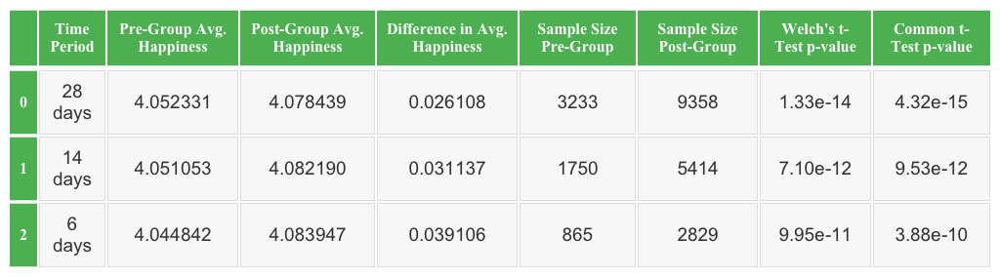 Time Period Pre-Group Avg. Happiness Post-Group Avg. Happiness Difference in Avg. Happiness Sample Size Pre-Group Sample Size Post-Group Welch's t-Test p-value Common t-Test p-value
0 28 days 4.052331 4.078439 0.026108 3233 9358 1.33e-14 4.32e-15
1 14 days 4.051053 4.082190 0.031137 1750 5414 7.10e-12 9.53e-12
2 6 days 4.044842 4.083947 0.039106 865 2829 9.95e-11 3.88e-10